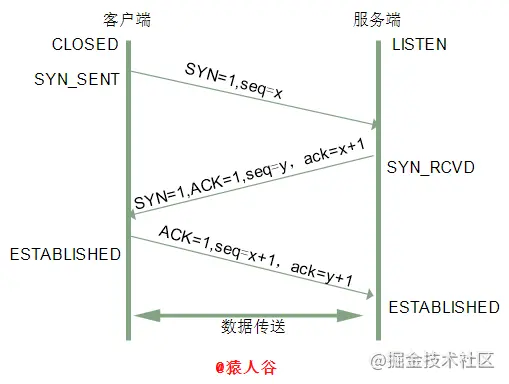 客户端 服务端
CLOSED LISTEN
SYN_SENT
SYN=1,seq=x
SYN=1,ACK=1,seq=y，ack=x+1
SYN_RCVD
ACK=1,seq=x+1，ack=y+1
ESTABLISHED
ESTABLISHED
数据传送
@猿人谷
@掘金技术社区